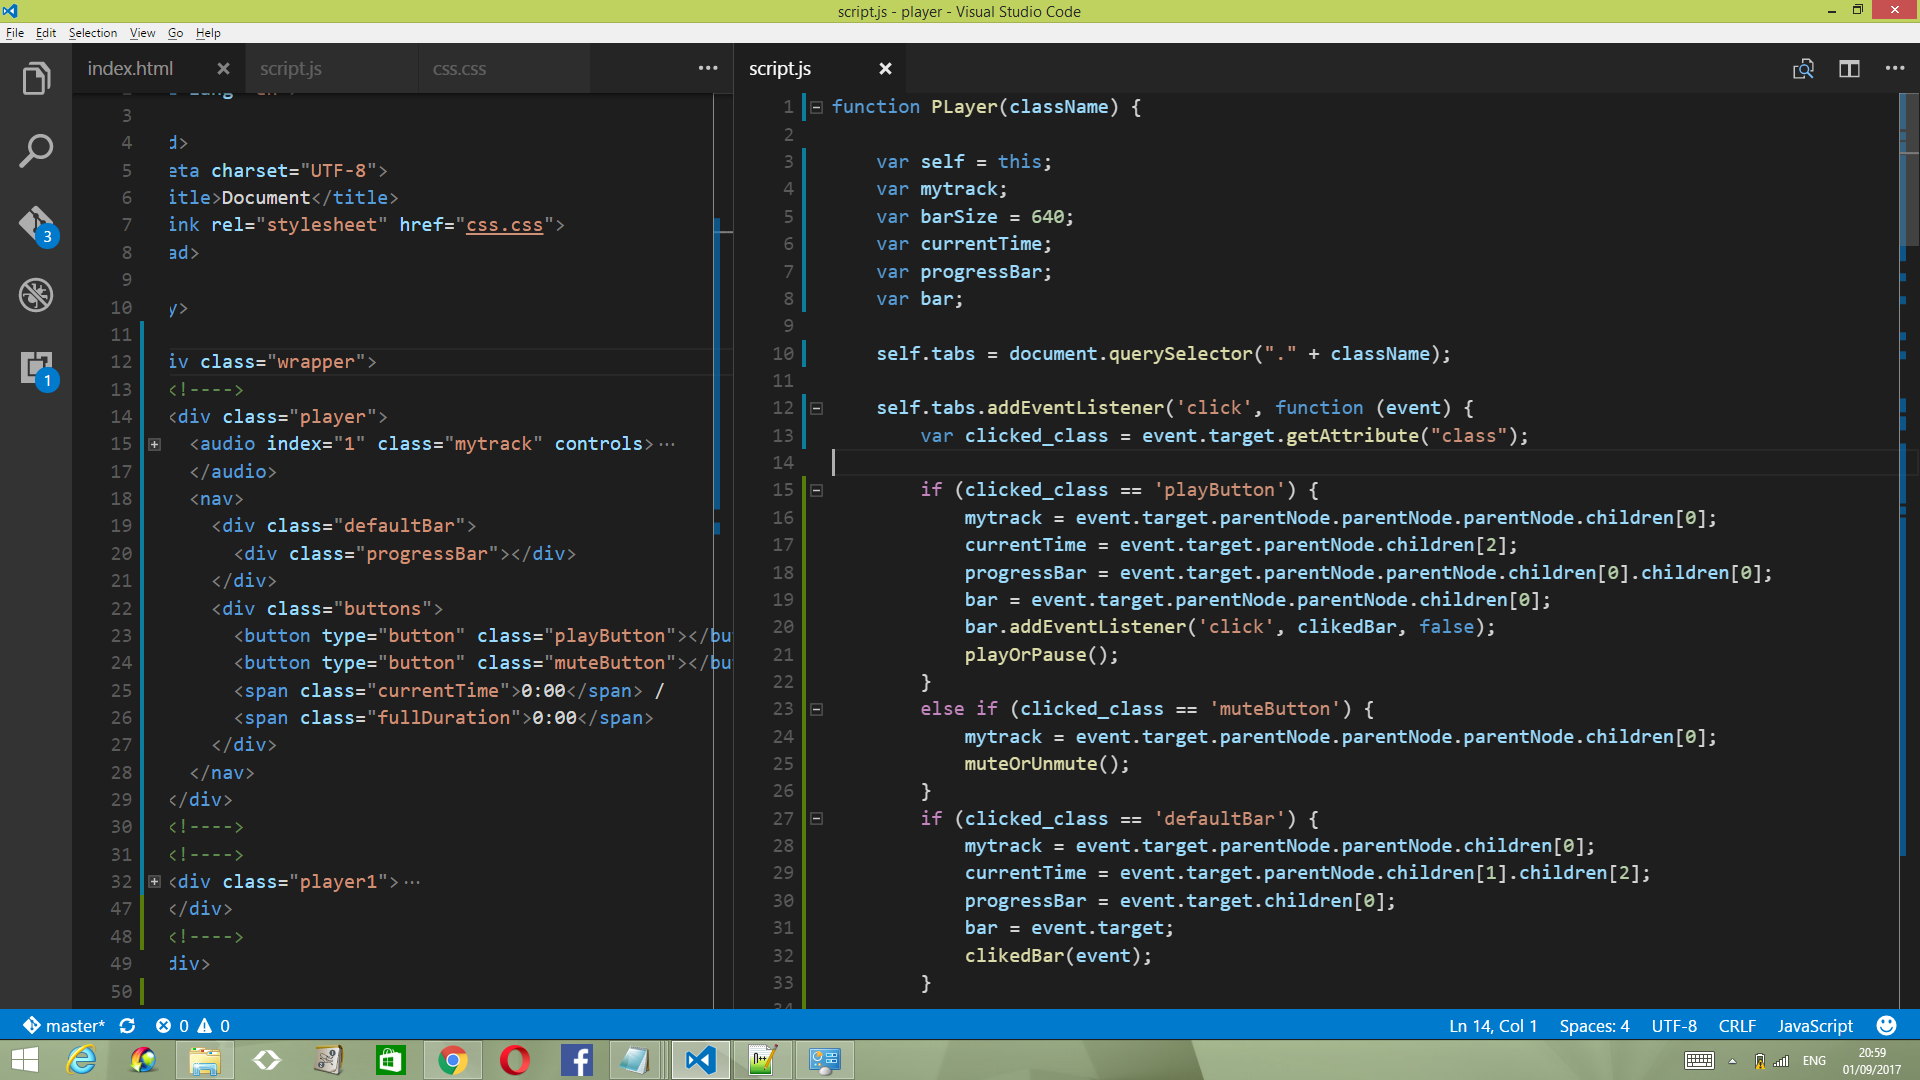 script.js - player - Visual Studio Code
File Edit Selection View Go Help
index.html script.js css.css
3
4 d>
5 eta charset="UTF-8">
6 itle>Document</title>
7 ink rel="stylesheet" href="css.css">
8 ad>
9
10 y>
11
12 iv class="wrapper">
13 <!---->
14 <div class="player">
15 <audio index="1" class="mytrack" controls>···
17 </audio>
18 <nav>
19 <div class="defaultBar">
20 <div class="progressBar"></div>
21 </div>
22 <div class="buttons">
23 <button type="button" class="playButton"></bu
24 <button type="button" class="muteButton"></bu
25 <span class="currentTime">0:00</span> /
26 <span class="fullDuration">0:00</span>
27 </div>
28 </nav>
29 </div>
30 <!---->
31 <!---->
32 <div class="player1">···
47 </div>
48 <!---->
49 div>
50
script.js
1 function PLayer(className) {
2
3 var self = this;
4 var mytrack;
5 var barSize = 640;
6 var currentTime;
7 var progressBar;
8 var bar;
9
10 self.tabs = document.querySelector("." + className);
11
12 self.tabs.addEventListener('click', function (event) {
13 var clicked_class = event.target.getAttribute("class");
14
15 if (clicked_class == 'playButton') {
16 mytrack = event.target.parentNode.parentNode.parentNode.children[0];
17 currentTime = event.target.parentNode.children[2];
18 progressBar = event.target.parentNode.parentNode.children[0].children[0];
19 bar = event.target.parentNode.parentNode.children[0];
20 bar.addEventListener('click', clikedBar, false);
21 playOrPause();
22 }
23 else if (clicked_class == 'muteButton') {
24 mytrack = event.target.parentNode.parentNode.parentNode.children[0];
25 muteOrUnmute();
26 }
27 if (clicked_class == 'defaultBar') {
28 mytrack = event.target.parentNode.parentNode.children[0];
29 currentTime = event.target.parentNode.children[1].children[2];
30 progressBar = event.target.children[0];
31 bar = event.target;
32 clikedBar(event);
33 }
3
1
master* 0 0
Ln 14, Col 1 Spaces: 4 UTF-8 CRLF JavaScript
ENG
20:59
01/09/2017